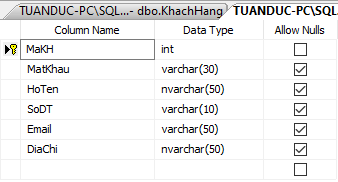 TUANDUC-PC\SQL...- dbo.KhachHang TUANDUC-PC\SQL
Column Name Data Type Allow Nulls
MaKH int
MatKhau varchar(30)
HoTen nvarchar(50)
SoDT varchar(10)
Email varchar(50)
DiaChi nvarchar(50)